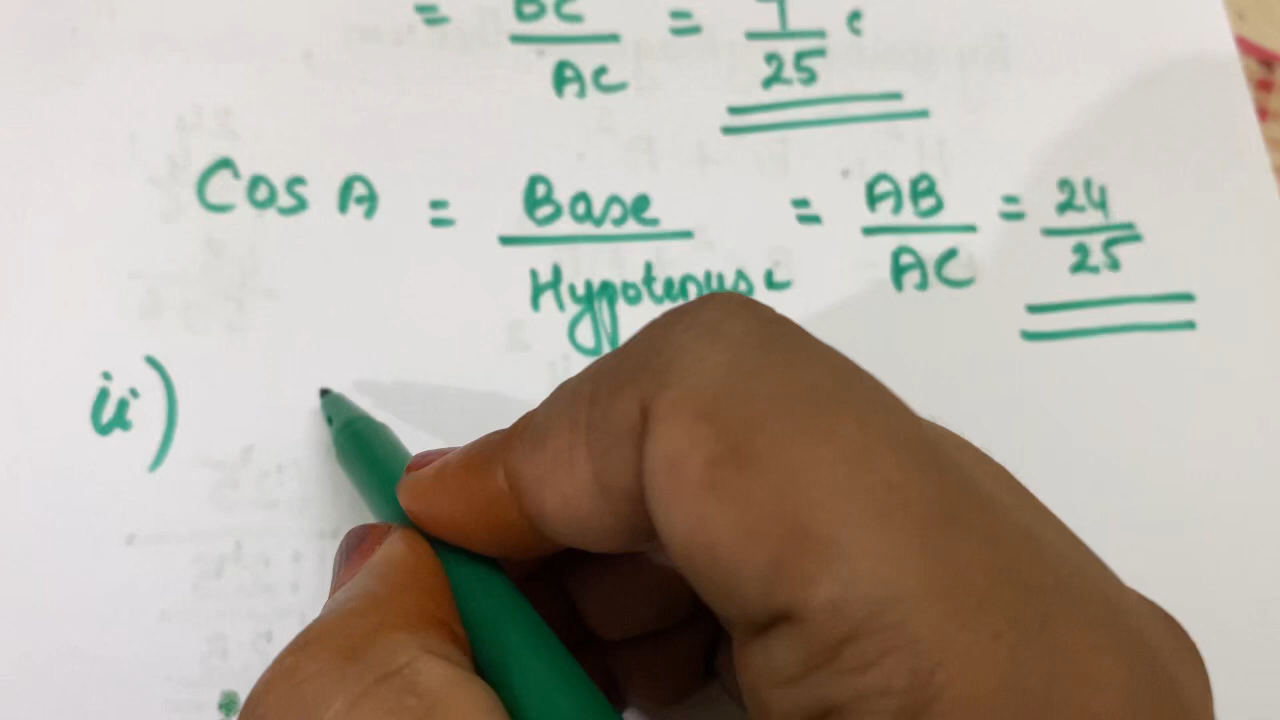 = BC/AC = 7/25
Cos A = Base/Hypotenuse = AB/AC = 24/25
ii)